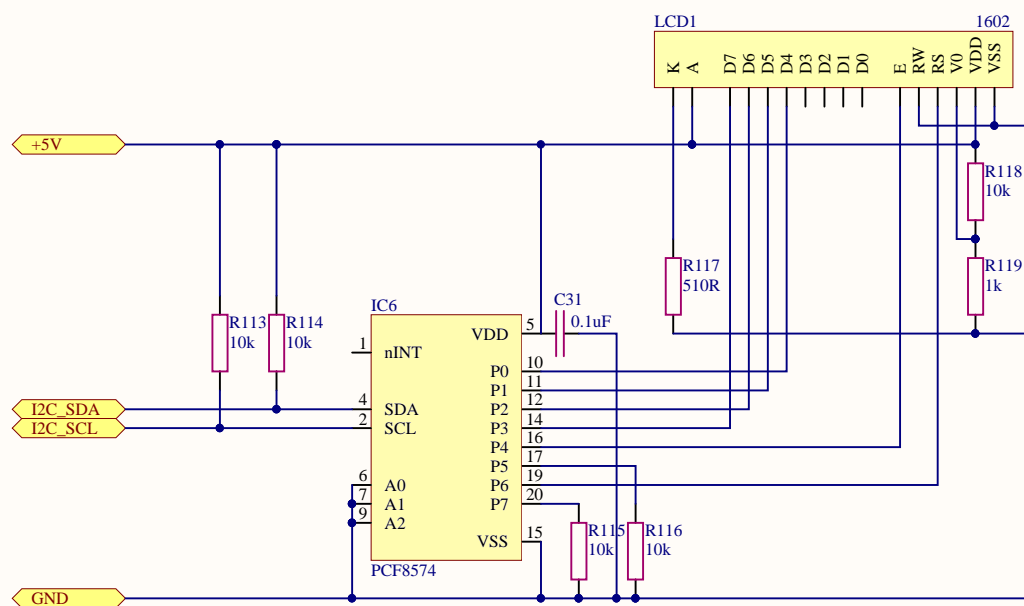 LCD1 1602
K A D7 D6 D5 D4 D3 D2 D1 D0 E RW RS V0 VDD VSS
+5V
R118
10k
R117
510R
R119
1k
IC6
C31
0.1uF
R113
10k
R114
10k
1 nINT
VDD 5
P0 10
P1 11
I2C_SDA
4 SDA
P2 12
I2C_SCL
2 SCL
P3 14
P4 16
P5 17
6 A0
P6 19
7 A1
P7 20
9 A2
VSS 15
R115
10k
R116
10k
PCF8574
GND